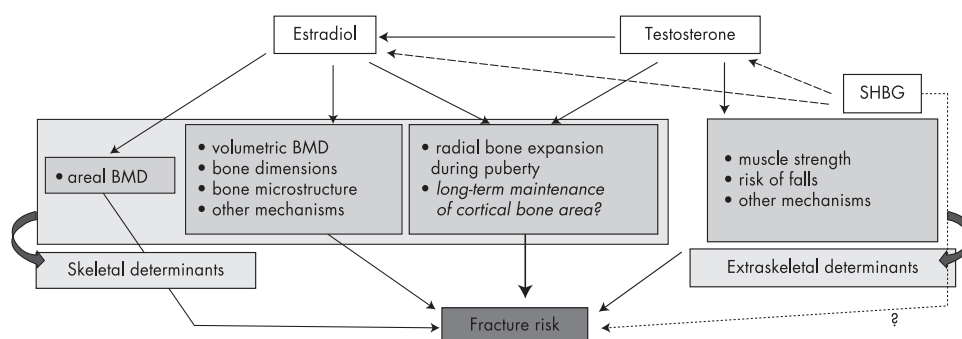 Estradiol
Testosterone
SHBG
• areal BMD
• volumetric BMD
• bone dimensions
• bone microstructure
• other mechanisms
• radial bone expansion
during puberty
• long-term maintenance
of cortical bone area?
• muscle strength
• risk of falls
• other mechanisms
Skeletal determinants
Extraskeletal determinants
Fracture risk
?